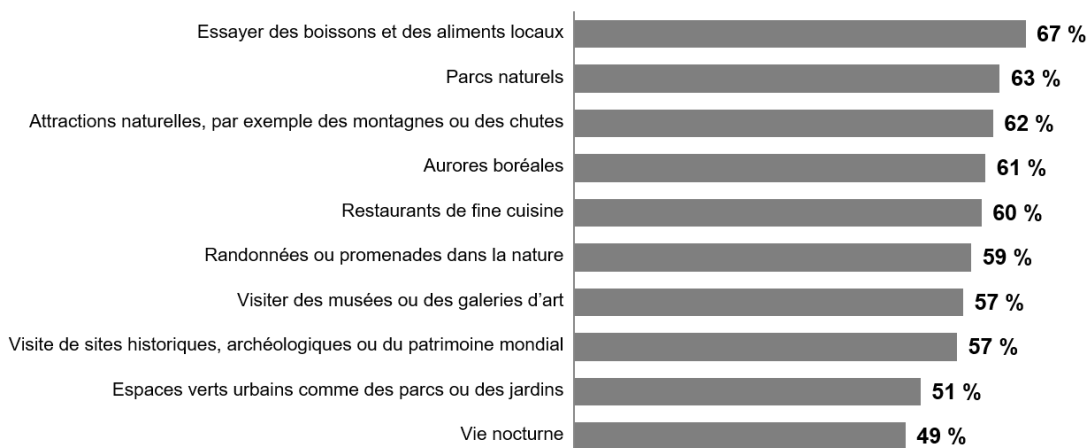 Essayer des boissons et des aliments locaux 67 %
Parcs naturels 63 %
Attractions naturelles, par exemple des montagnes ou des chutes 62 %
Aurores boréales 61 %
Restaurants de fine cuisine 60 %
Randonnées ou promenades dans la nature 59 %
Visiter des musées ou des galeries d’art 57 %
Visite de sites historiques, archéologiques ou du patrimoine mondial 57 %
Espaces verts urbains comme des parcs ou des jardins 51 %
Vie nocturne 49 %